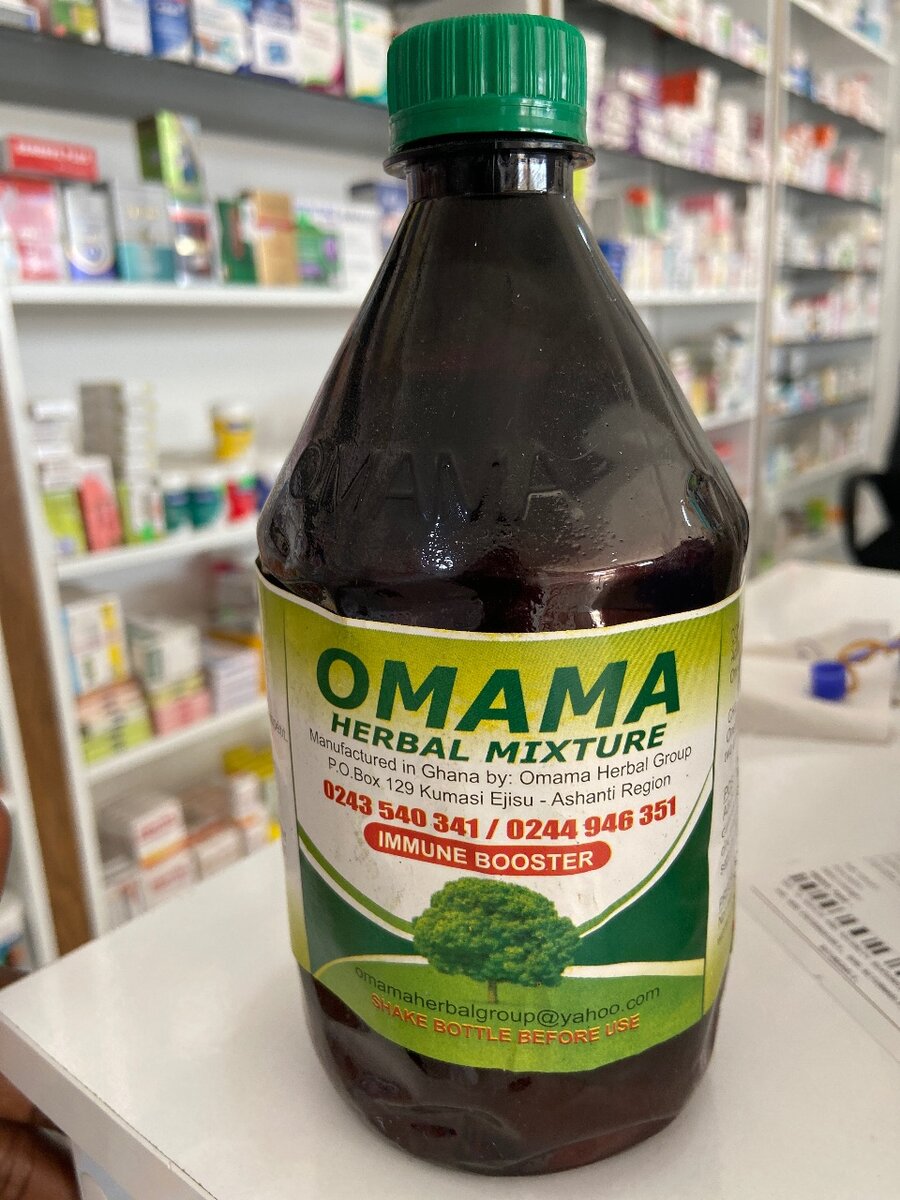 OMAMA
OMAMA
HERBAL MIXTURE
Manufactured in Ghana by: Omama Herbal Group
P.O.Box 129 Kumasi Ejisu - Ashanti Region
0243 540 341 / 0244 946 351
IMMUNE BOOSTER
omamaherbalgroup@yahoo.com
SHAKE BOTTLE BEFORE USE